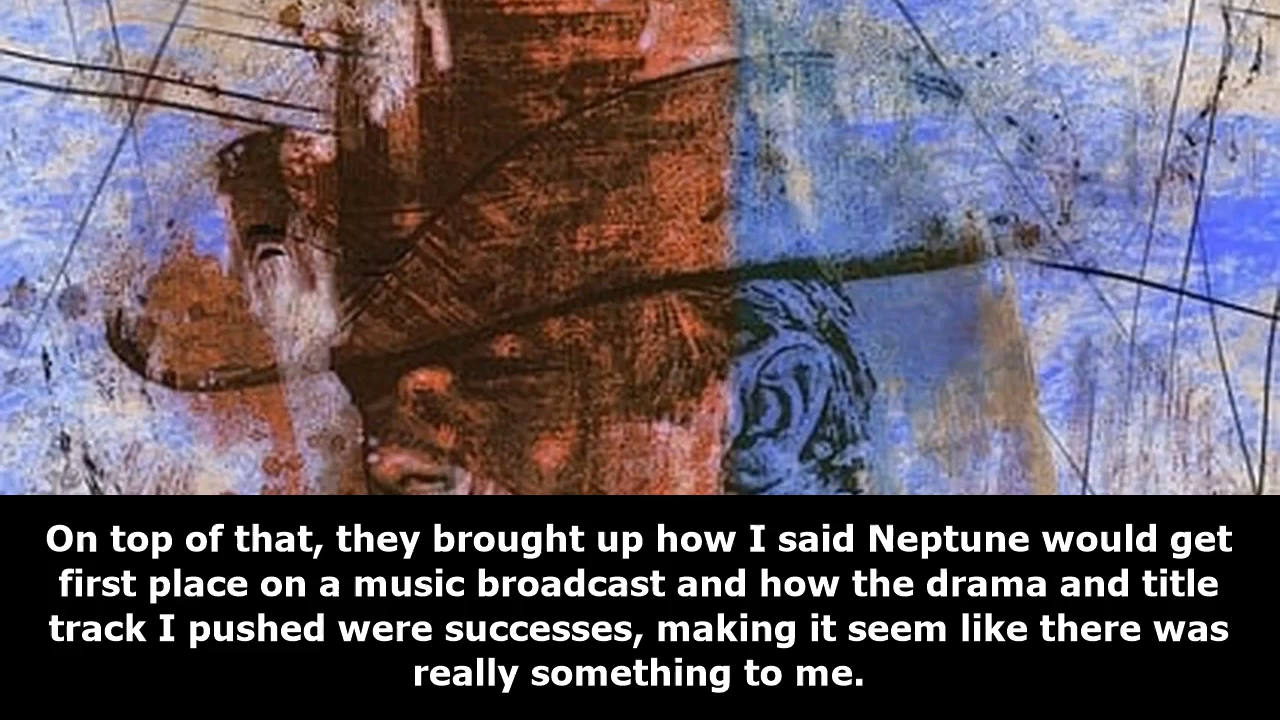 On top of that, they brought up how I said Neptune would get
first place on a music broadcast and how the drama and title
track I pushed were successes, making it seem like there was
really something to me.